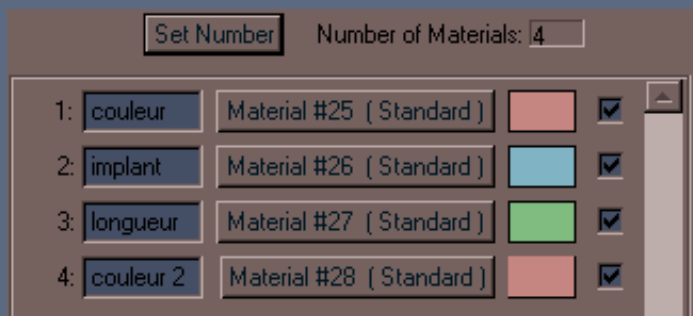 Set Number Number of Materials: 4
1: couleur Material #25 ( Standard )
2: implant Material #26 ( Standard )
3: longueur Material #27 ( Standard )
4: couleur 2 Material #28 ( Standard )